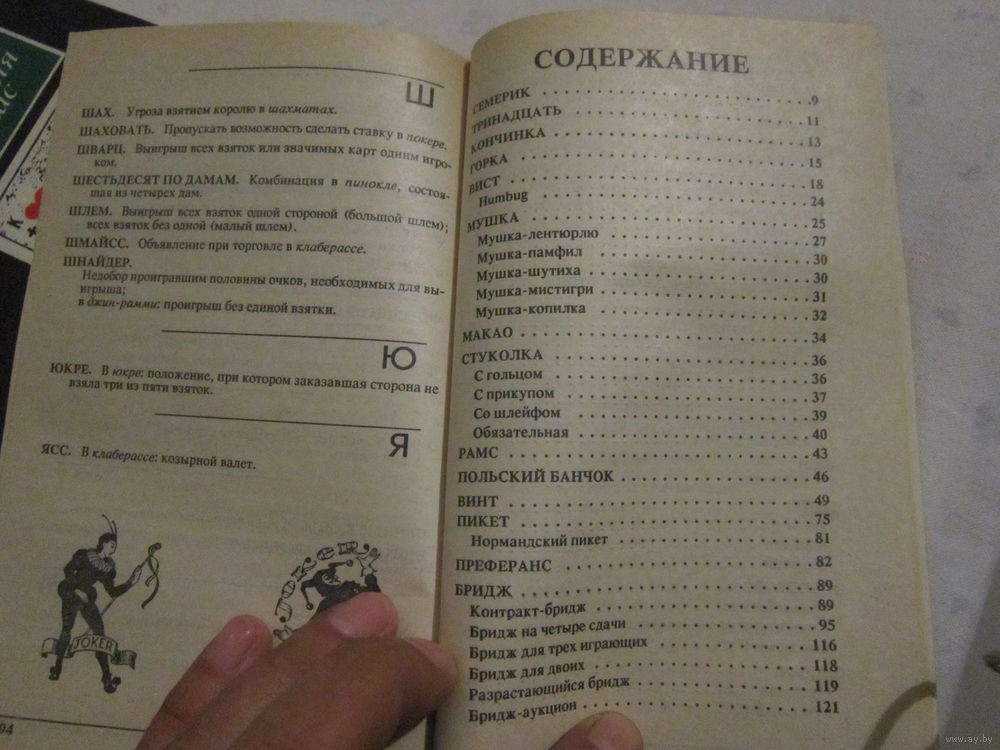 Ш
ШАХ. Угроза взятием королю в шахматах.
ШАХОВАТЬ. Пропускать возможность сделать ставку в покере.
ШВАРЦ. Выигрыш всех взяток или значимых карт одним игро-
ком.
ШЕСТЬДЕСЯТ ПО ДАМАМ. Комбинация в пинокле, состоя-
щая из четырех дам.
ШЛЕМ. Выигрыш всех взяток одной стороной (большой шлем);
всех взяток без одной (малый шлем).
ШМАЙСС. Объявление при торговле в клаберассе.
ШНАЙДЕР.
Недобор проигравшим половины очков, необходимых для вы-
игрыша;
в джин-рамми: проигрыш без единой взятки.
Ю
ЮКРЕ. В юкре: положение, при котором заказавшая сторона не
взяла три из пяти взяток.
Я
ЯСС. В клаберассе: козырной валет.
JOKER
JOKER
94
СОДЕРЖАНИЕ
СЕМЕРИК 9
ТРИНАДЦАТЬ 11
КОНЧИНКА 13
ГОРКА 15
ВИСТ 18
Humbug 24
МУШКА 25
Мушка-лентюрлю 27
Мушка-памфил 30
Мушка-шутиха 30
Мушка-мистигри 31
Мушка-копилка 32
МАКАО 34
СТУКОЛКА 36
С гольцом 36
С прикупом 37
Со шлейфом 39
Обязательная 40
РАМС 43
ПОЛЬСКИЙ БАНЧОК 46
ВИНТ 49
ПИКЕТ 75
Нормандский пикет 81
ПРЕФЕРАНС 82
БРИДЖ 89
Контракт-бридж 89
Бридж на четыре сдачи 95
Бридж для трех играющих 116
Бридж для двоих 118
Разрастающийся бридж 119
Бридж-аукцион 121
www.ay.by